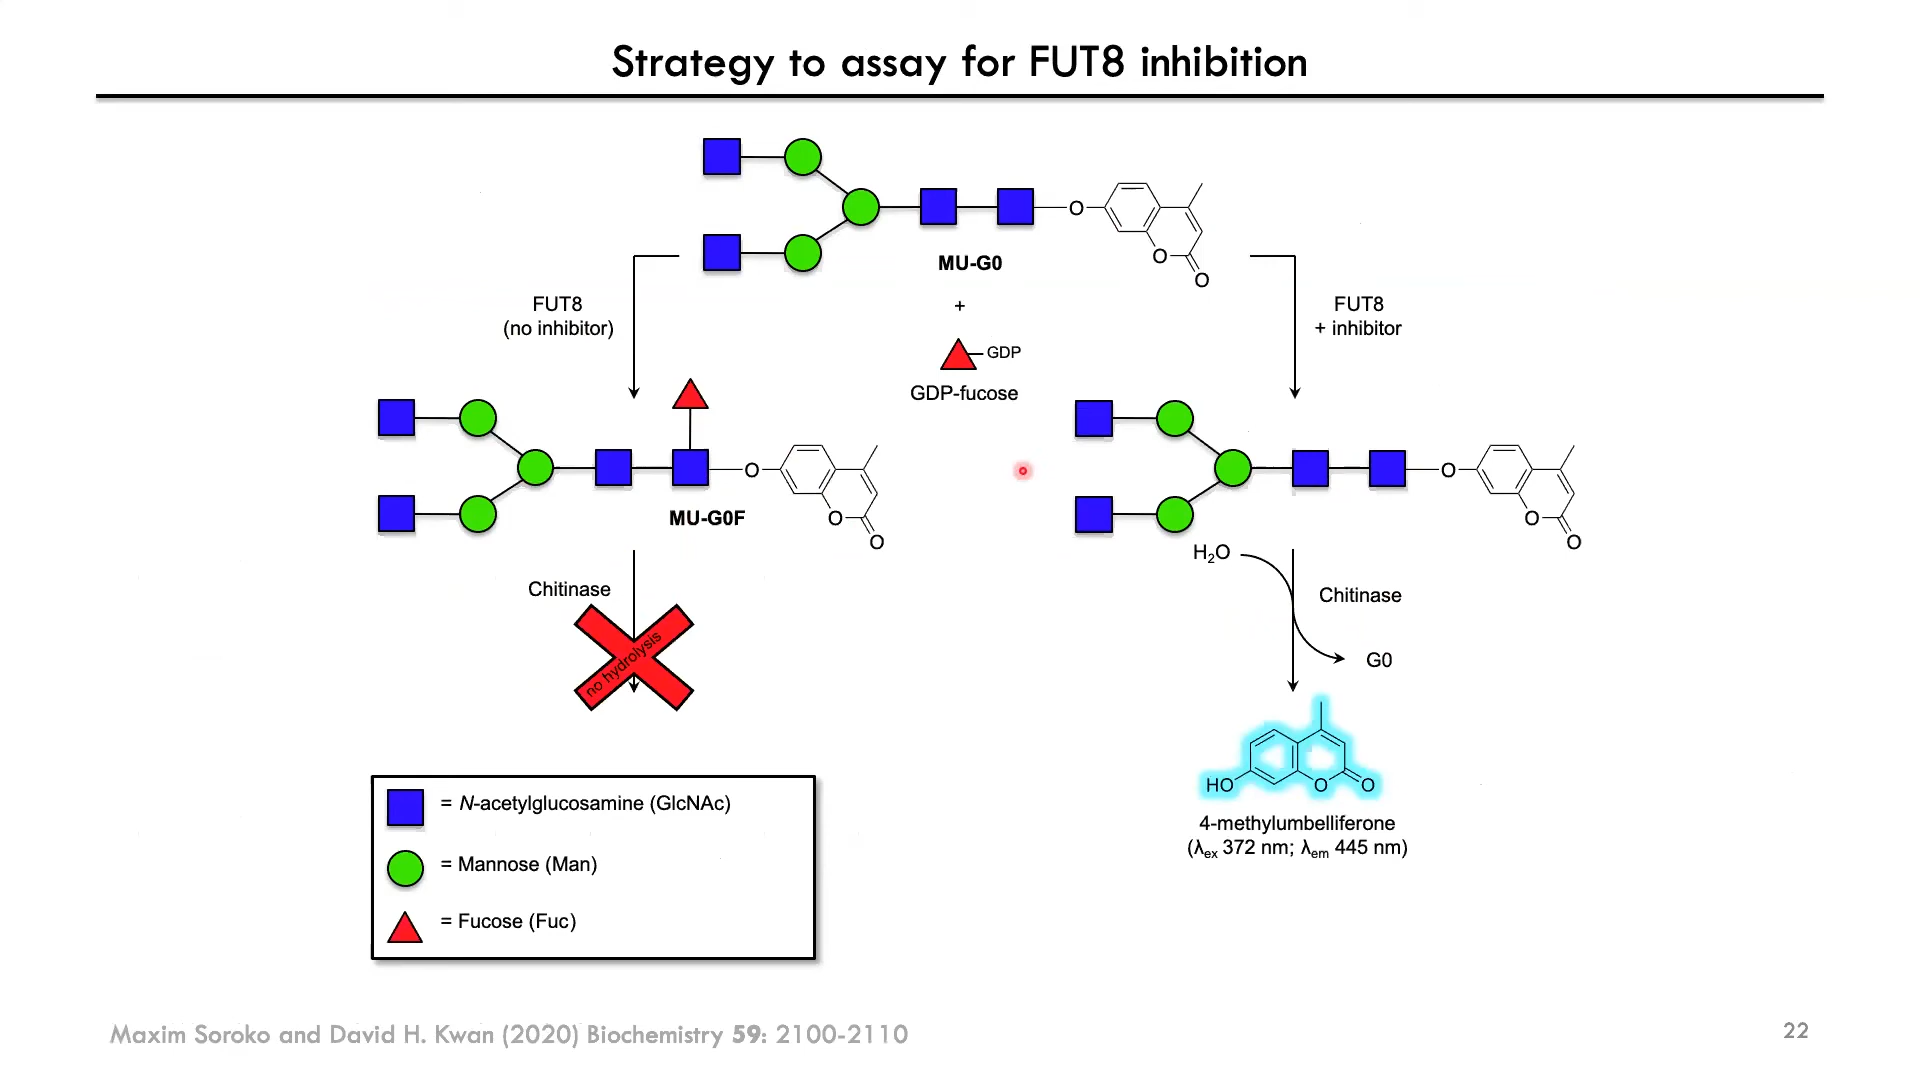 Strategy to assay for FUT8 inhibition
O
O
O
MU-G0
+
GDP
GDP-fucose
FUT8
(no inhibitor)
FUT8
+ inhibitor
O
O
O
MU-G0F
O
O
O
Chitinase
no hydrolysis
H₂O
Chitinase
G0
HO
O
O
4-methylumbelliferone
(λex 372 nm; λem 445 nm)
= N-acetylglucosamine (GlcNAc)
= Mannose (Man)
= Fucose (Fuc)
Maxim Soroko and David H. Kwan (2020) Biochemistry 59: 2100-2110
22